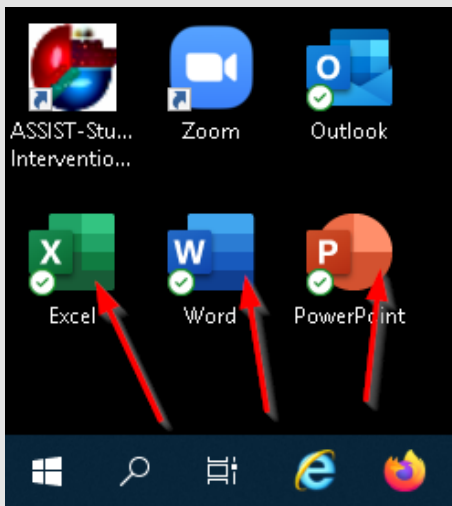 ASSIST-Stu...
Interventio...
Zoom
O
Outlook
X
Excel
W
Word
P
PowerPoint